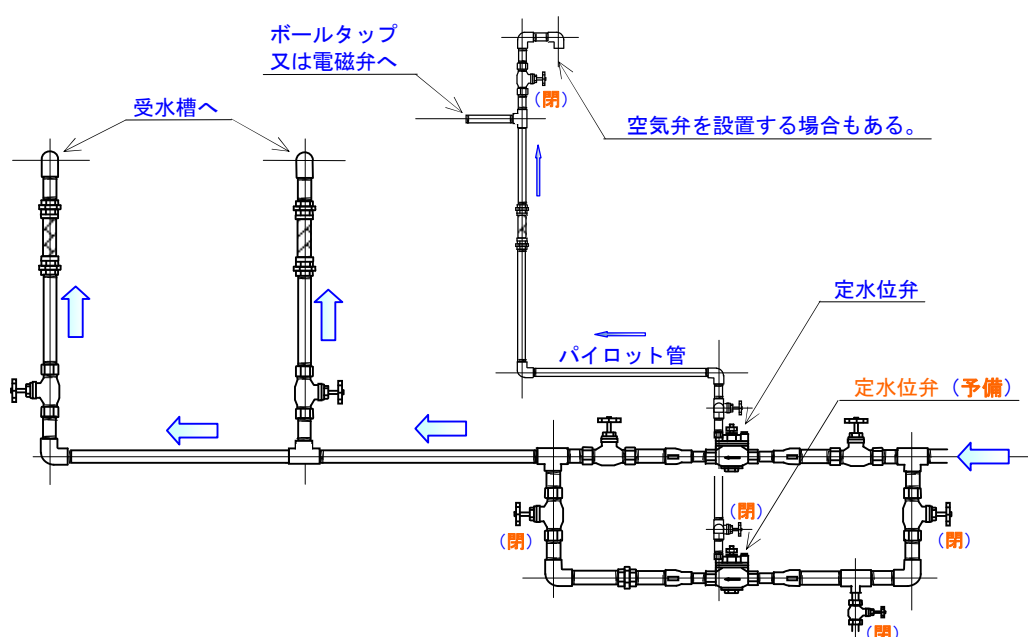 ボールタップ
又は電磁弁へ
(閉)
受水槽へ
空気弁を設置する場合もある。
定水位弁
パイロット管
定水位弁(予備)
(閉)
(閉)
(閉)
(閉)